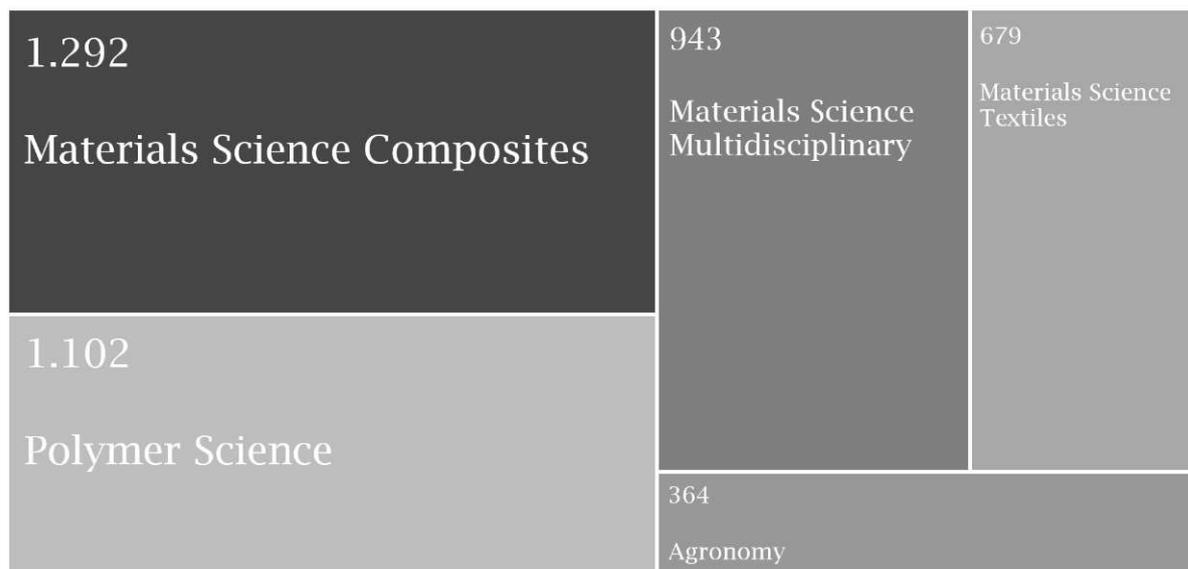 1.292
Materials Science Composites
1.102
Polymer Science
943
Materials Science
Multidisciplinary
679
Materials Science
Textiles
364
Agronomy